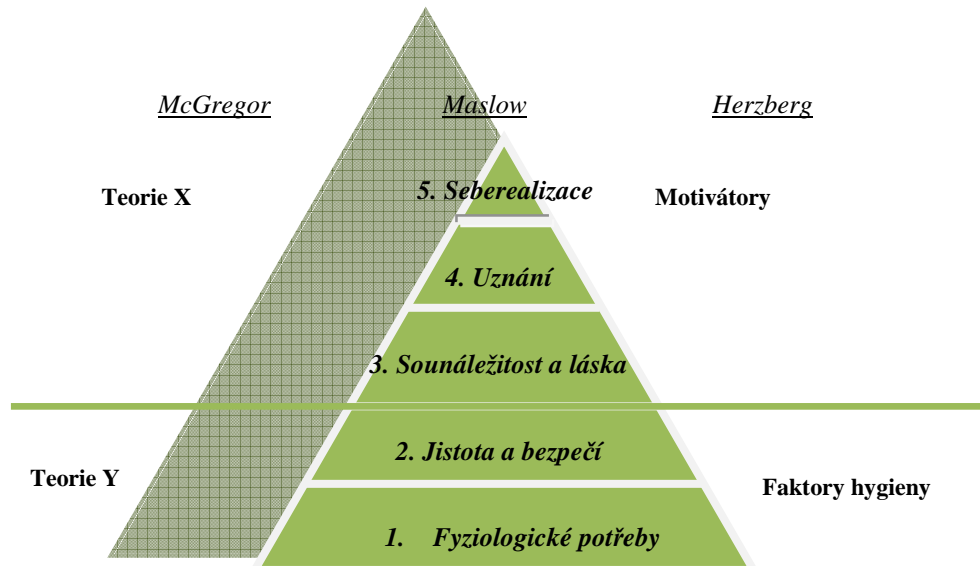 McGregor
Maslow
Herzberg
Teorie X
5. Seberealizace
Motivátory
4. Uznání
3. Sounáležitost a láska
2. Jistota a bezpečí
Teorie Y
Faktory hygieny
1. Fyziologické potřeby